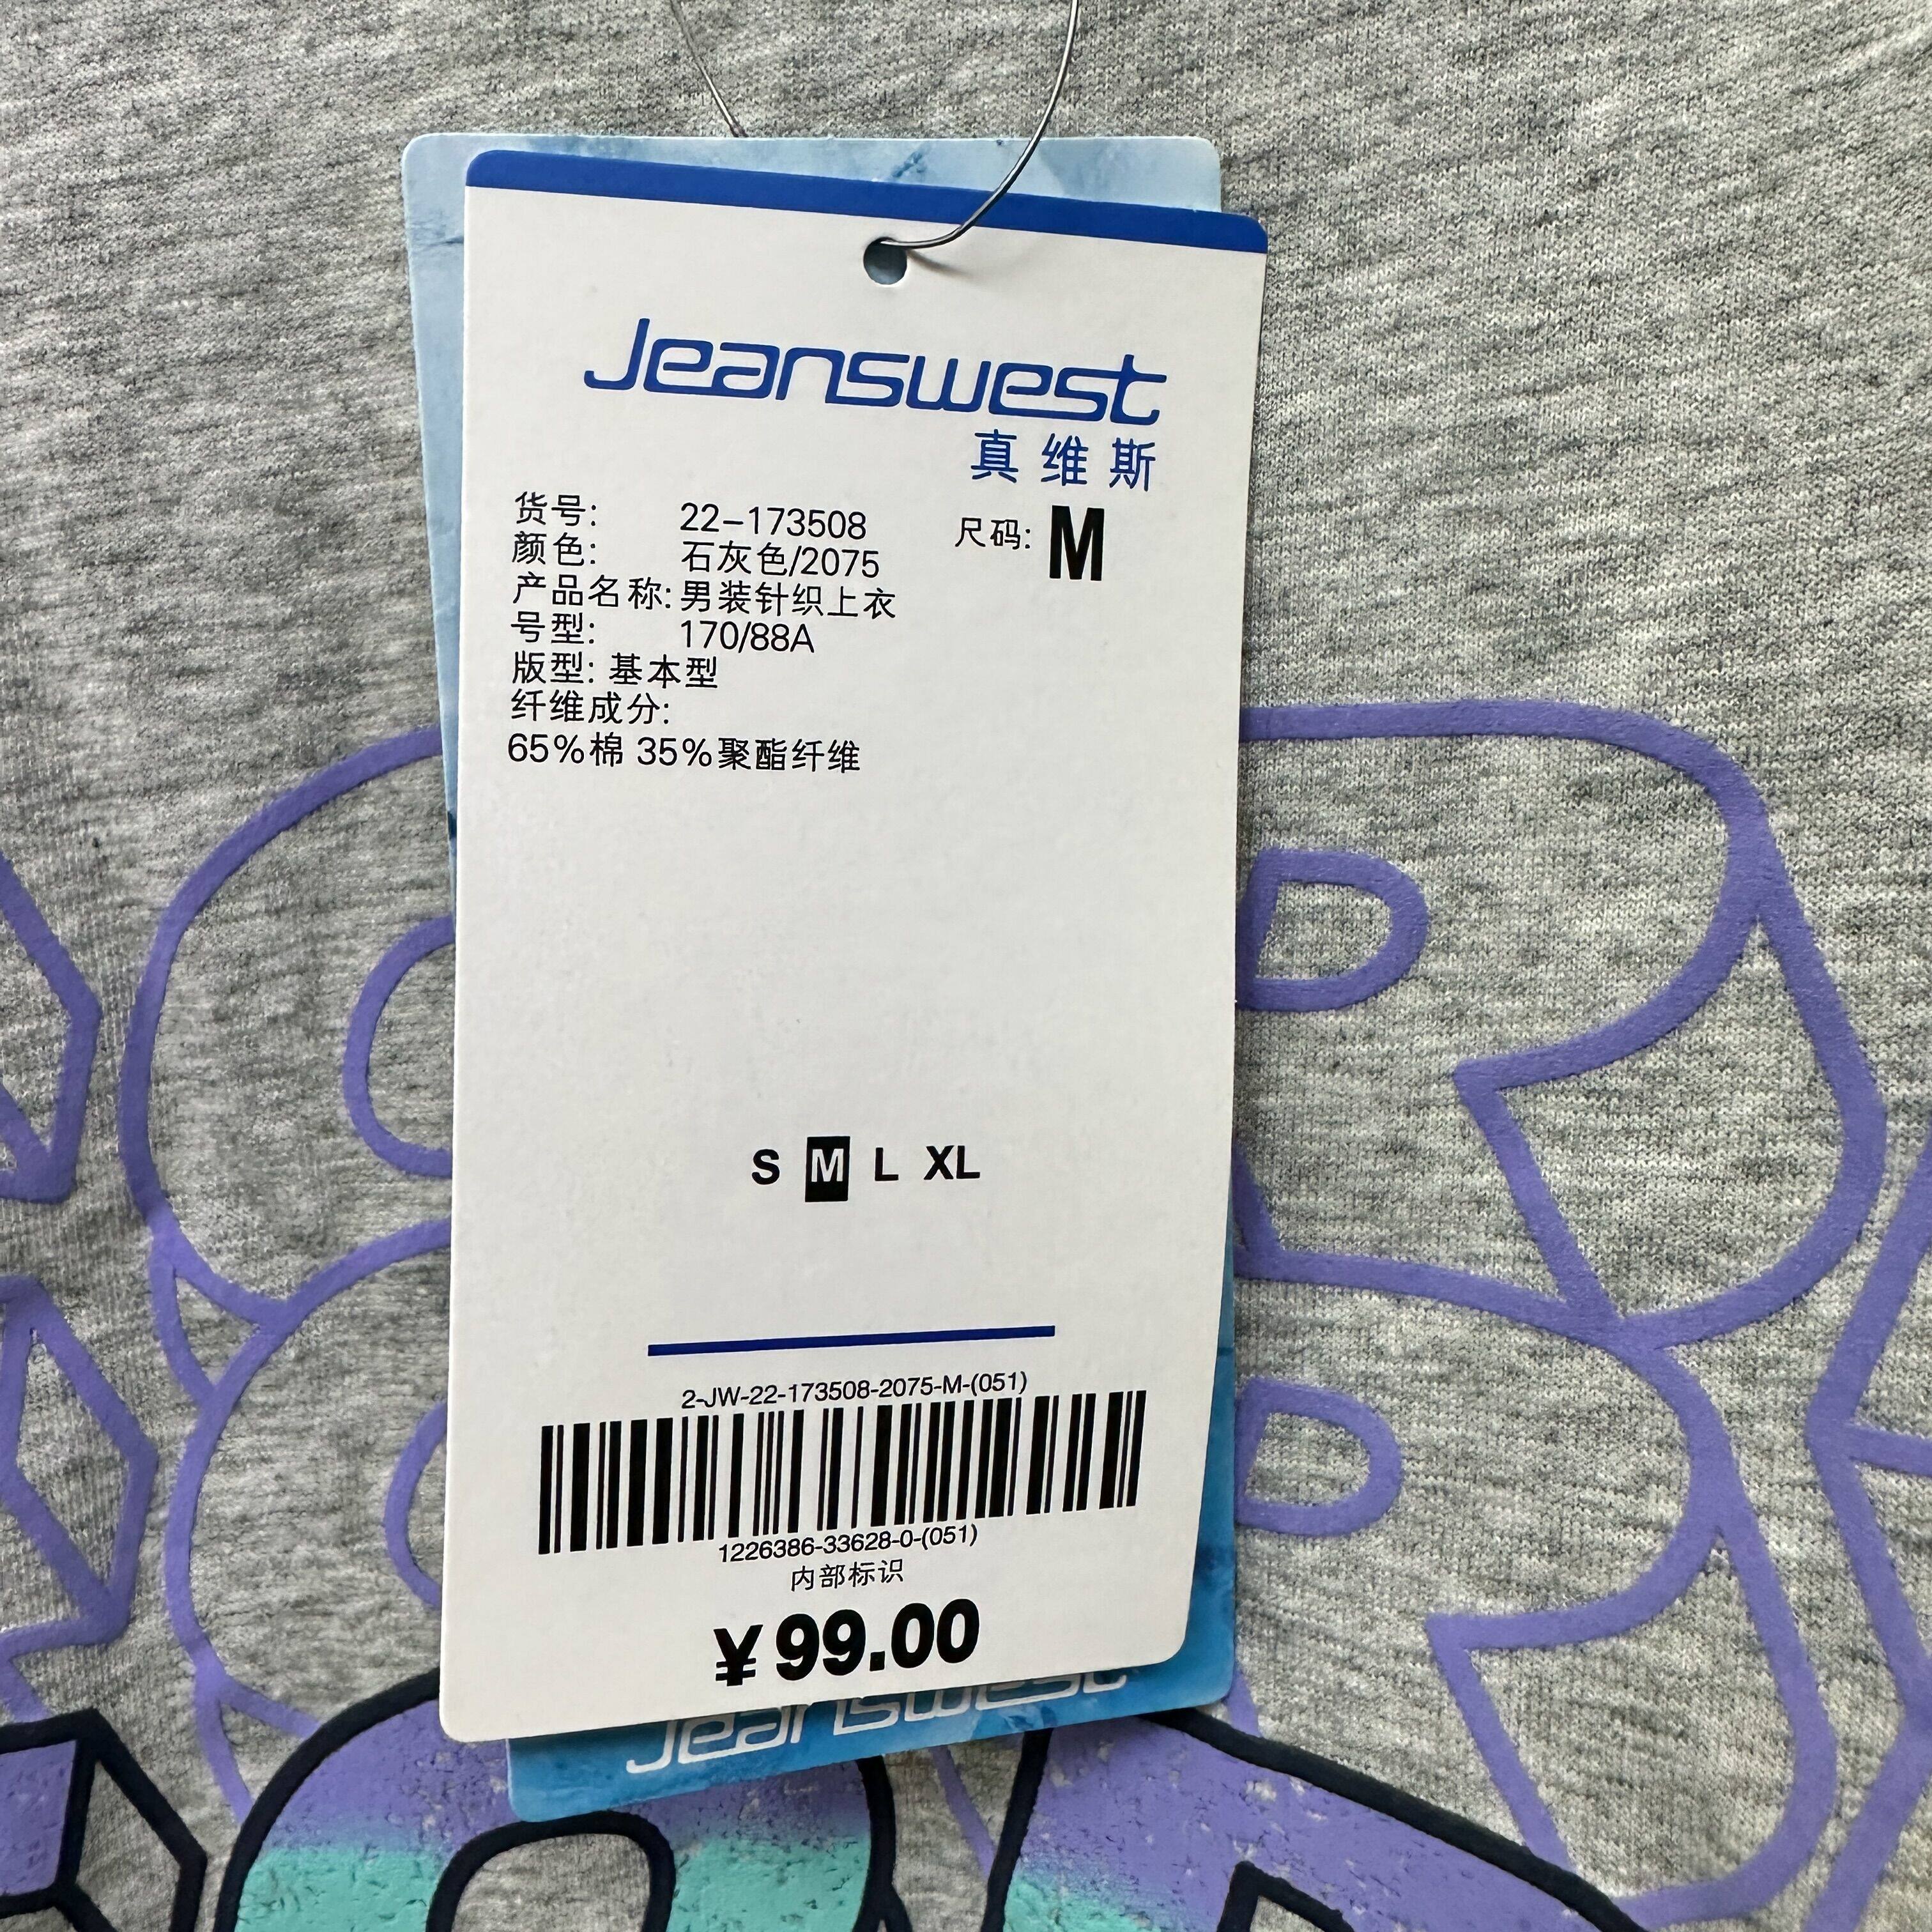 Jeanswest
真维斯
货号: 22-173508 尺码: M
颜色: 石灰色/2075
产品名称: 男装针织上衣
号型: 170/88A
版型: 基本型
纤维成分:
65%棉 35%聚酯纤维
S M L XL
2-JW-22-173508-2075-M-(051)
1226386-33628-0-(051)
内部标识
¥99.00
Jeanswest